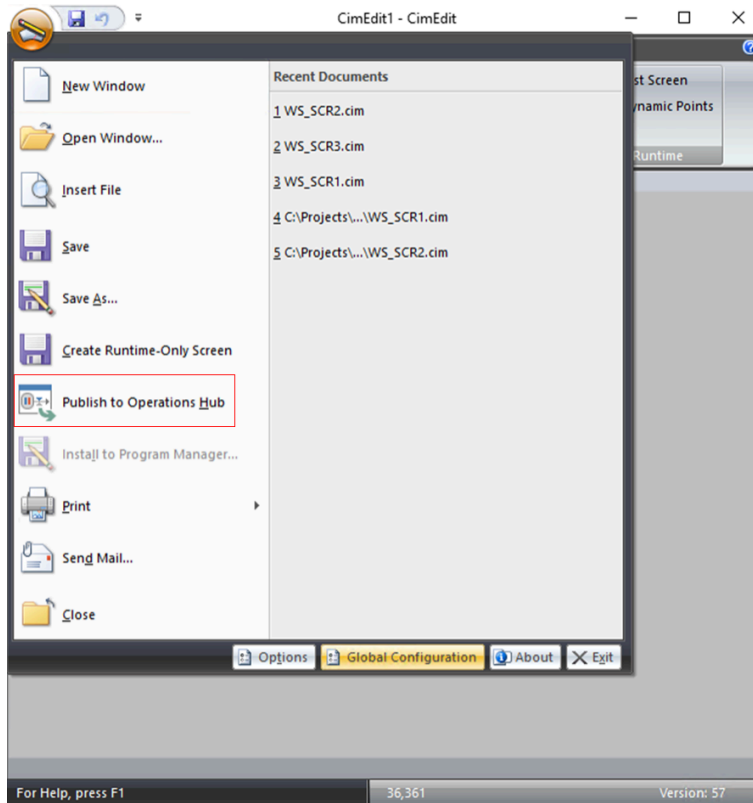 CimEdit1 - CimEdit
New Window
Open Window...
Insert File
Save
Save As...
Create Runtime-Only Screen
Publish to Operations Hub
Install to Program Manager...
Print
Send Mail...
Close
Recent Documents
1 WS_SCR2.cim
2 WS_SCR3.cim
3 WS_SCR1.cim
4 C:\Projects\...\WS_SCR1.cim
5 C:\Projects\...\WS_SCR2.cim
st Screen
ynamic Points
Runtime
Options
Global Configuration
About
Exit
For Help, press F1
36,361
Version: 57